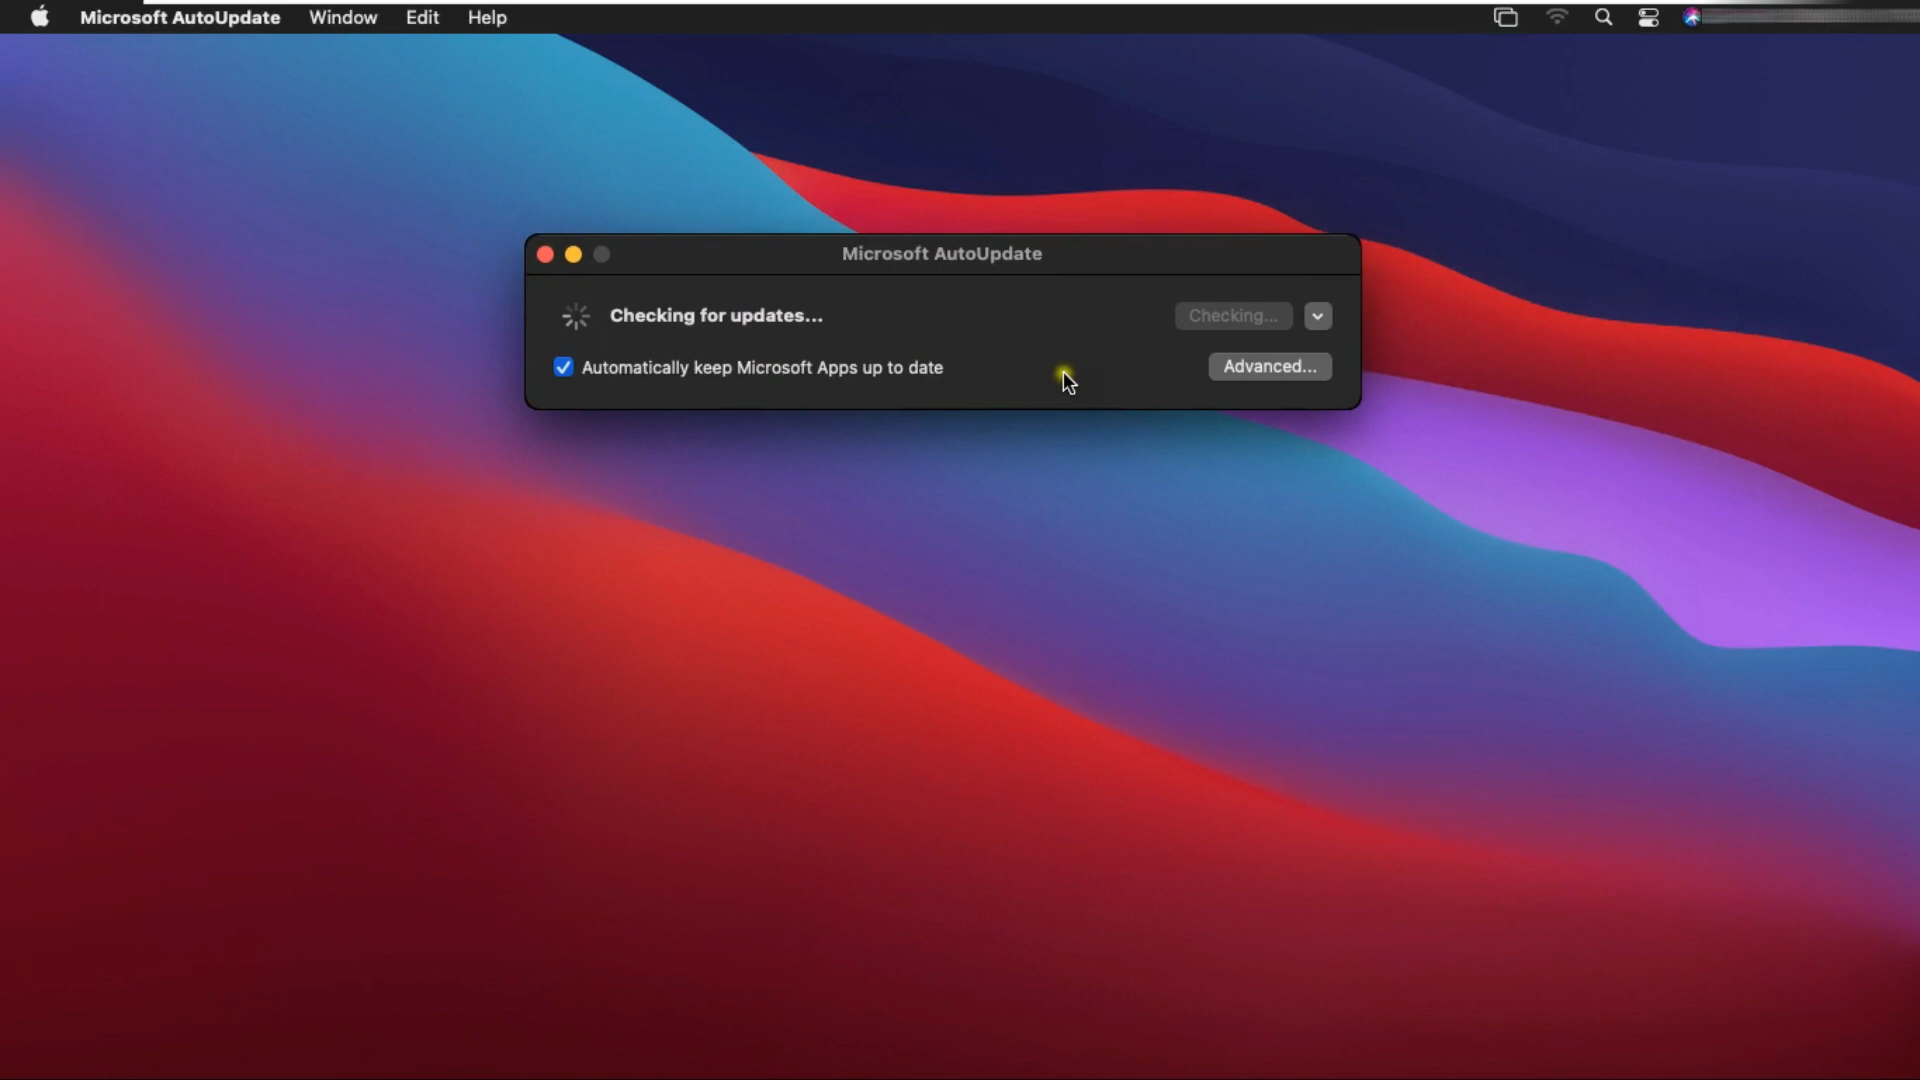 Microsoft AutoUpdate Window Edit Help
Microsoft AutoUpdate
Checking for updates... Checking...
Automatically keep Microsoft Apps up to date Advanced...